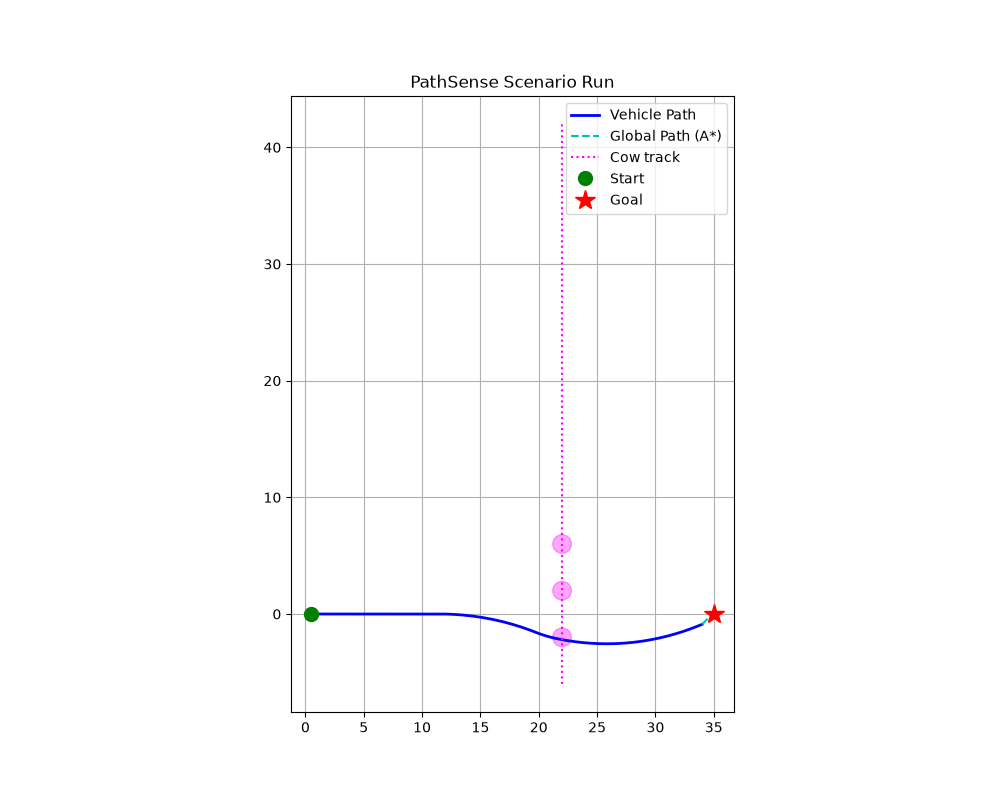 PathSense Scenario Run
Vehicle Path
Global Path (A*)
Cow track
Start
Goal
40
30
20
10
0
0 5 10 15 20 25 30 35